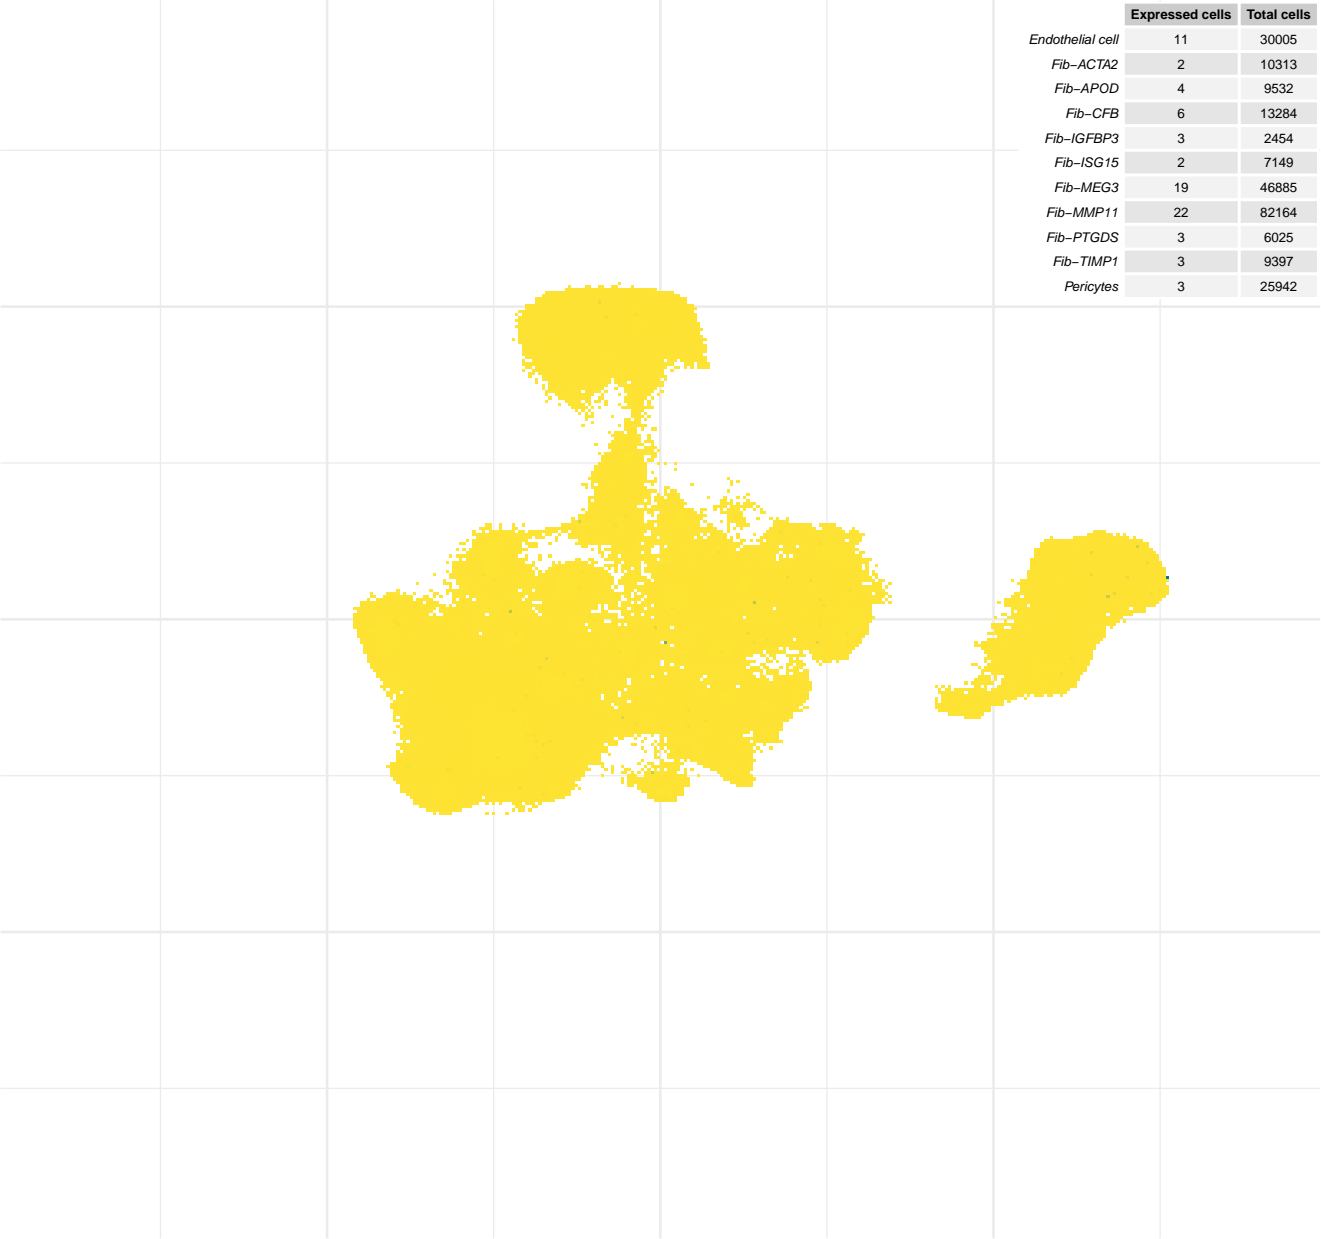 Expressed cells Total cells
Endothelial cell 11 30005
Fib−ACTA2 2 10313
Fib−APOD 4 9532
Fib−CFB 6 13284
Fib−IGFBP3 3 2454
Fib−ISG15 2 7149
Fib−MEG3 19 46885
Fib−MMP11 22 82164
Fib−PTGDS 3 6025
Fib−TIMP1 3 9397
Pericytes 3 25942